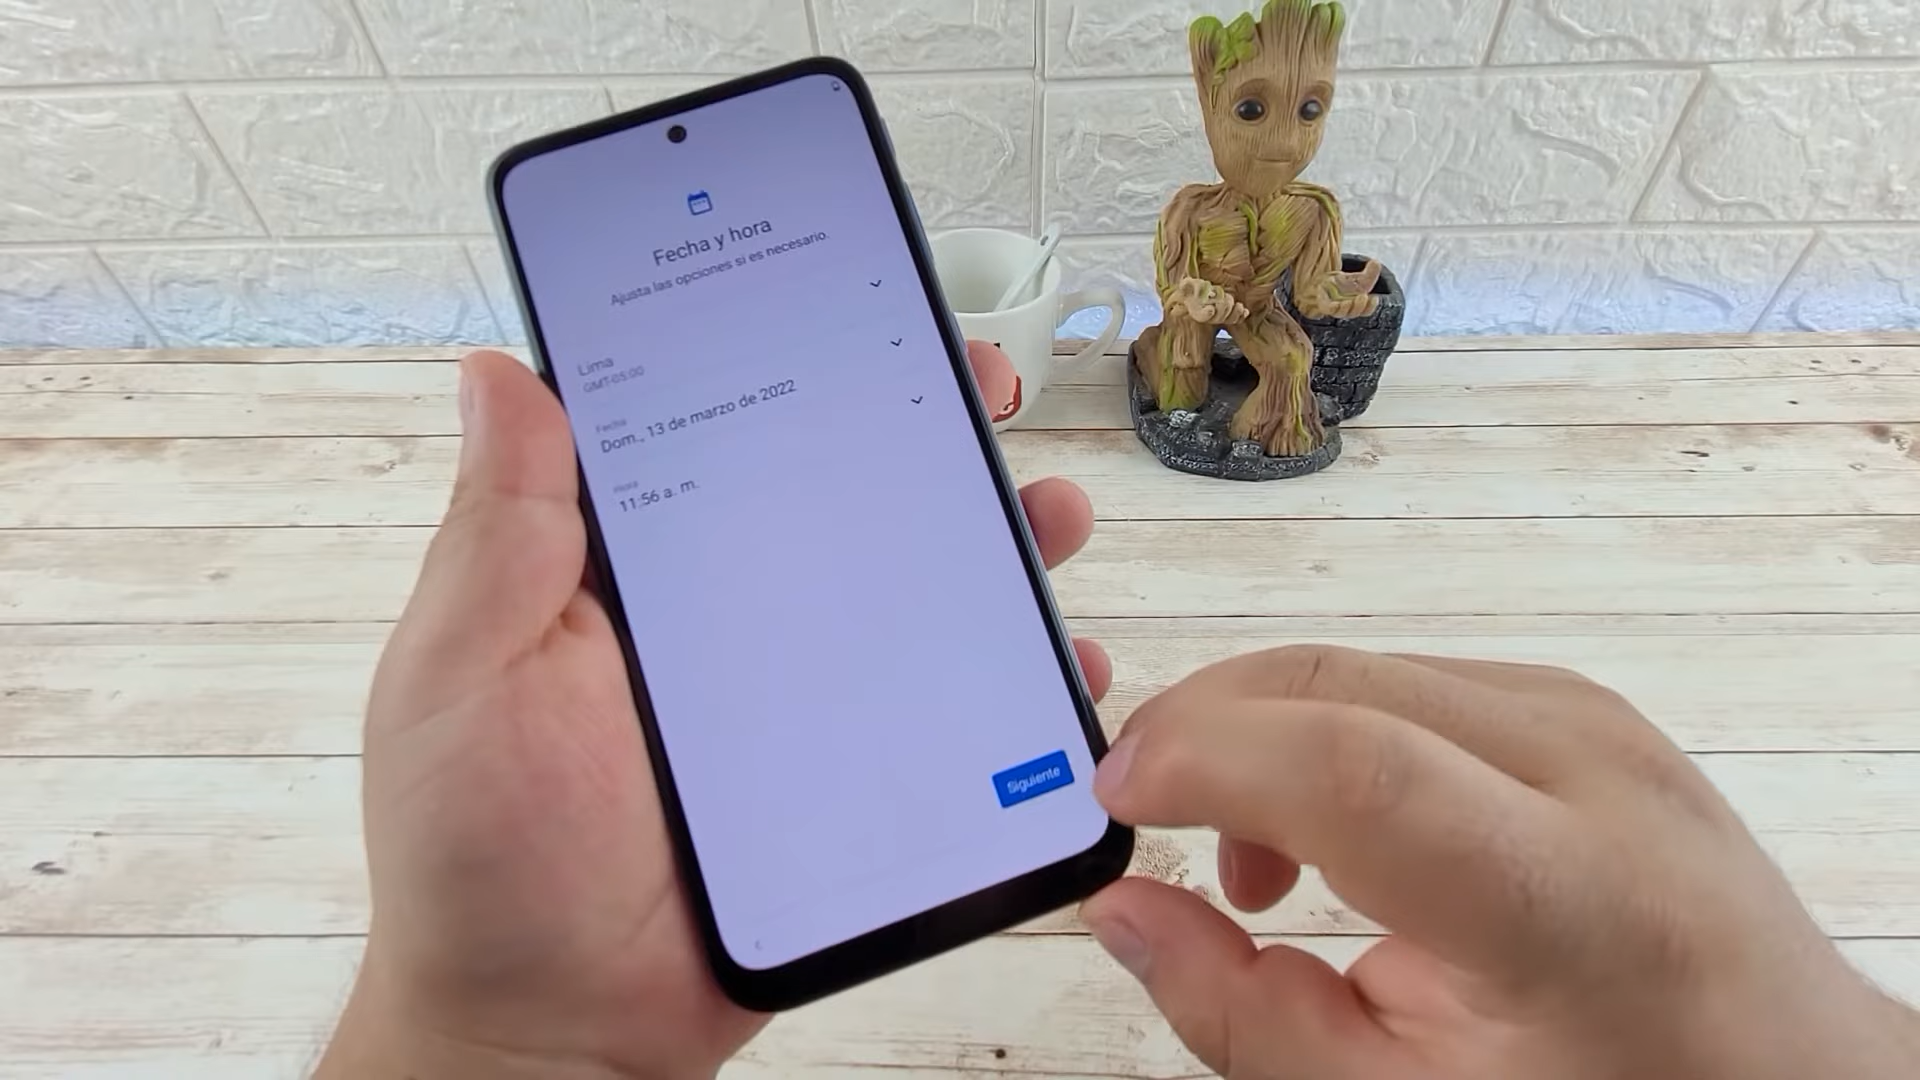 Fecha y hora
Ajusta las opciones si es necesario.
Lima
GMT-05:00
Fecha
Dom., 13 de marzo de 2022
Hora
11:56 a. m.
Siguiente